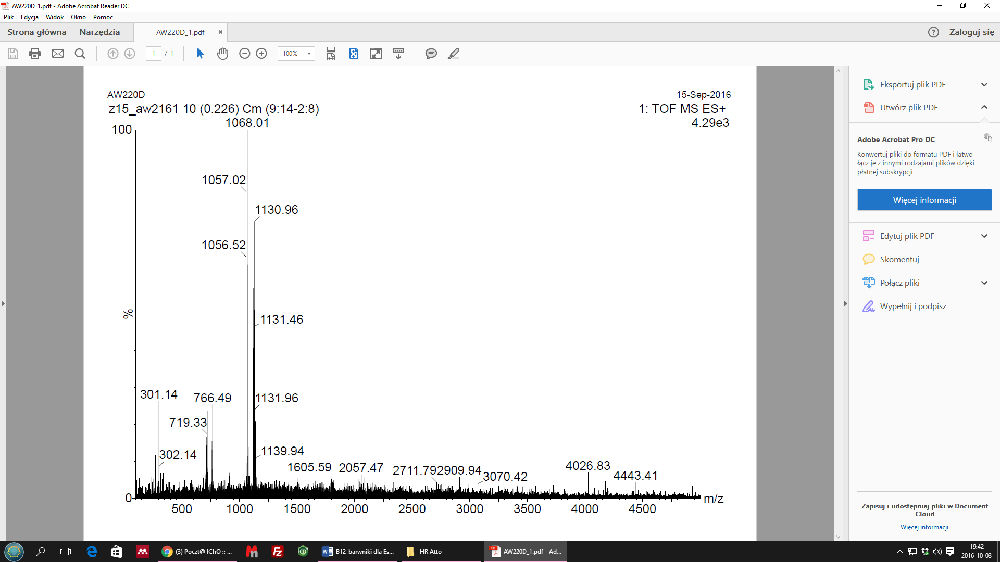 AW220D_1.pdf - Adobe Acrobat Reader DC
Plik Edycja Widok Okno Pomoc
Strona główna Narzędzia AW220D_1.pdf × ? Zaloguj się
1 / 1 100%
AW220D 15-Sep-2016
z15_aw2161 10 (0.226) Cm (9:14-2:8) 1: TOF MS ES+
1068.01 4.29e3
100
1057.02
1130.96
1056.52
%
1131.46
301.14 766.49 1131.96
719.33
302.14 1139.94
1605.59 2057.47 2711.79 2909.94 3070.42 4026.83 4443.41
0 m/z
500 1000 1500 2000 2500 3000 3500 4000 4500
Eksportuj plik PDF
Utwórz plik PDF
Adobe Acrobat Pro DC
Konwertuj pliki do formatu PDF i łatwo
łącz je z innymi rodzajami plików dzięki
płatnej subskrypcji
Więcej informacji
Edytuj plik PDF
Skomentuj
Połącz pliki
Wypełnij i podpisz
Zapisuj i udostępniaj pliki w Document
Cloud
Więcej informacji
(3) Poczt@ IChO :: ... B12-barwniki dla Es... HR Atto AW220D_1.pdf - Ad...
19:42
2016-10-03